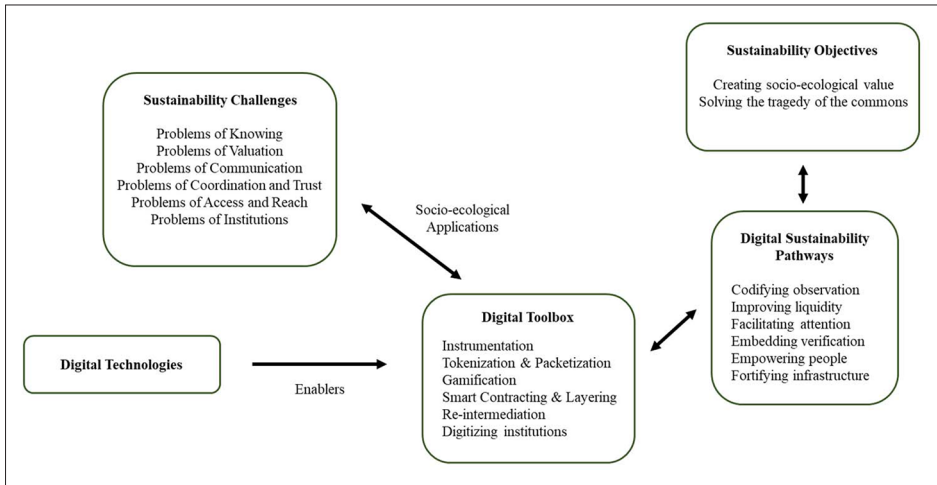 Sustainability Challenges
Problems of Knowing
Problems of Valuation
Problems of Communication
Problems of Coordination and Trust
Problems of Access and Reach
Problems of Institutions
Socio-ecological
Applications
Digital Technologies
Enablers
Digital Toolbox
Instrumentation
Tokenization & Packetization
Gamification
Smart Contracting & Layering
Re-intermediation
Digitizing institutions
Sustainability Objectives
Creating socio-ecological value
Solving the tragedy of the commons
Digital Sustainability
Pathways
Codifying observation
Improving liquidity
Facilitating attention
Embedding verification
Empowering people
Fortifying infrastructure